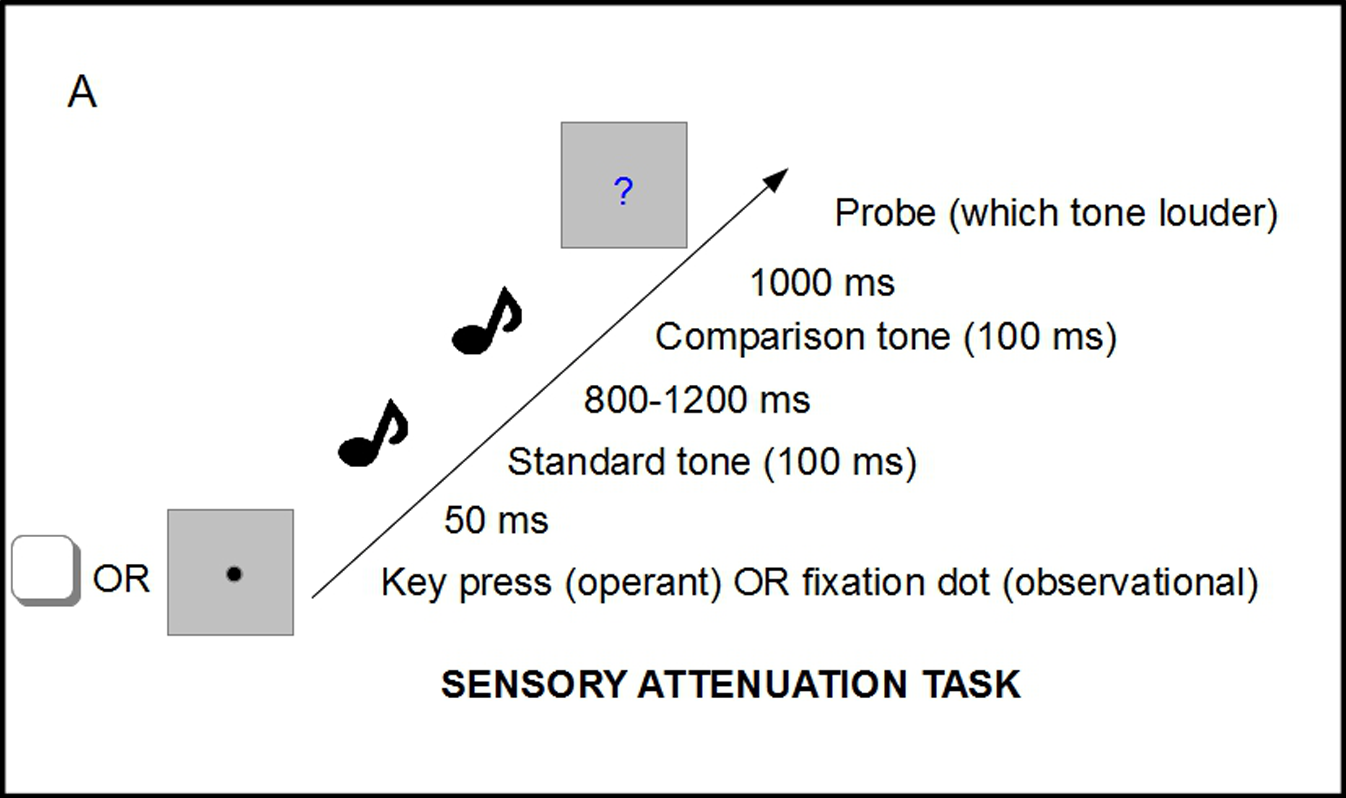 A
?
Probe (which tone louder)
1000 ms
Comparison tone (100 ms)
800-1200 ms
Standard tone (100 ms)
50 ms
OR
Key press (operant) OR fixation dot (observational)
SENSORY ATTENUATION TASK